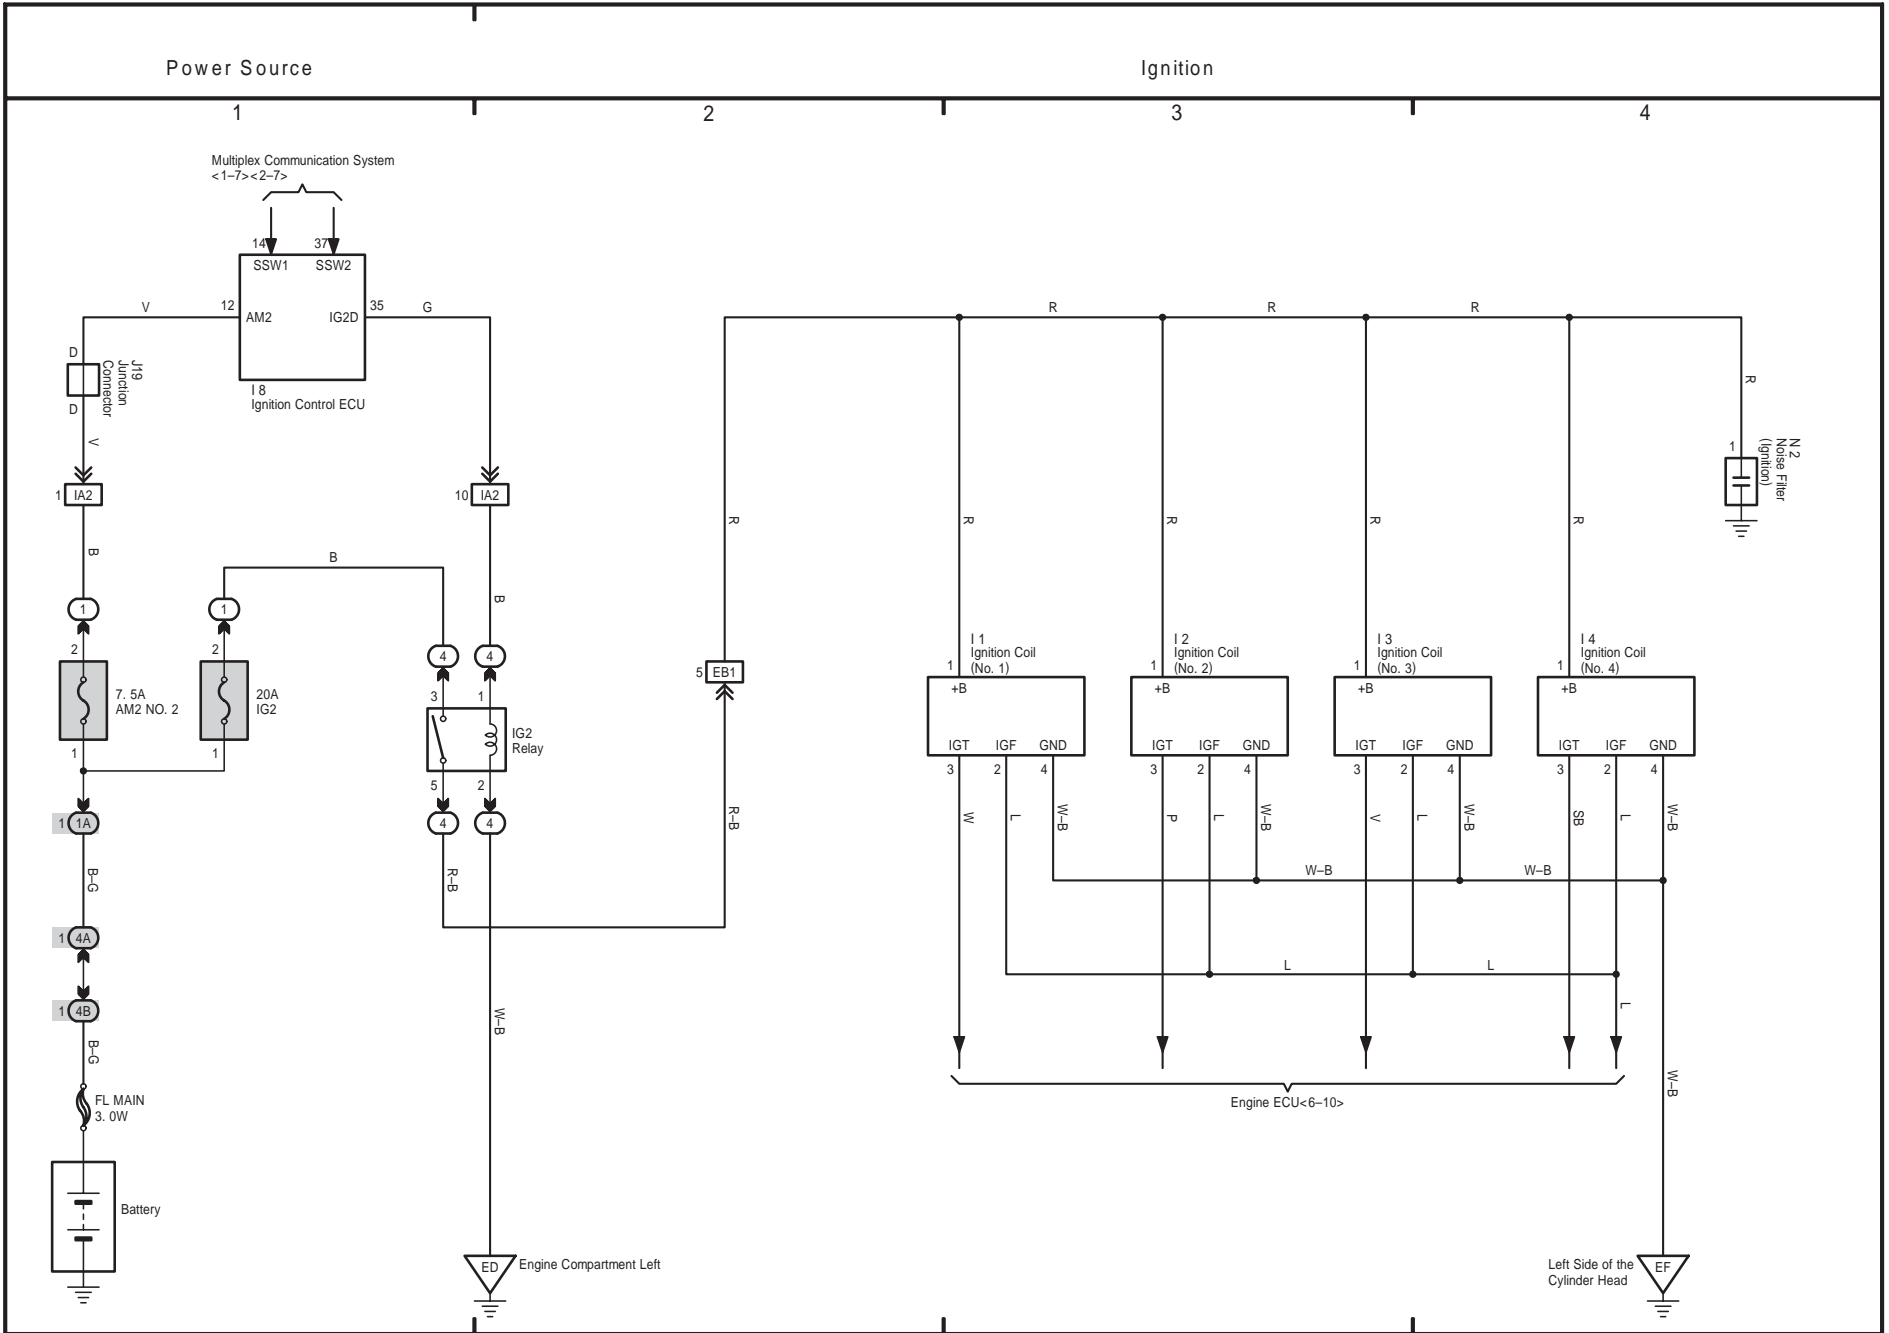 Power Source
Ignition
1
2
3
4
Multiplex Communication System
<1–7><2–7>
14
37
SSW1
SSW2
V
12
AM2
IG2D
35
G
I 8
Ignition Control ECU
D
J19
Junction
Connector
D
V
1
IA2
10
IA2
B
B
B
1
1
2
7. 5A
AM2 NO. 2
1
2
20A
IG2
1
4
4
3
1
IG2
Relay
5
2
4
4
1
1A
B–G
1
4A
1
4B
B–G
FL MAIN
3. 0W
Battery
R–B
W–B
ED
Engine Compartment Left
R
5
EB1
R–B
R
R
R
R
1
N 2
Noise Filter
(Ignition)
R
R
R
R
I 1
Ignition Coil
(No. 1)
1
+B
IGT
IGF
GND
3
2
4
I 2
Ignition Coil
(No. 2)
1
+B
IGT
IGF
GND
3
2
4
I 3
Ignition Coil
(No. 3)
1
+B
IGT
IGF
GND
3
2
4
I 4
Ignition Coil
(No. 4)
1
+B
IGT
IGF
GND
3
2
4
W
L
W–B
P
L
W–B
V
L
W–B
SB
L
W–B
W–B
W–B
L
L
L
Engine ECU<6–10>
W–B
Left Side of the
Cylinder Head
EF